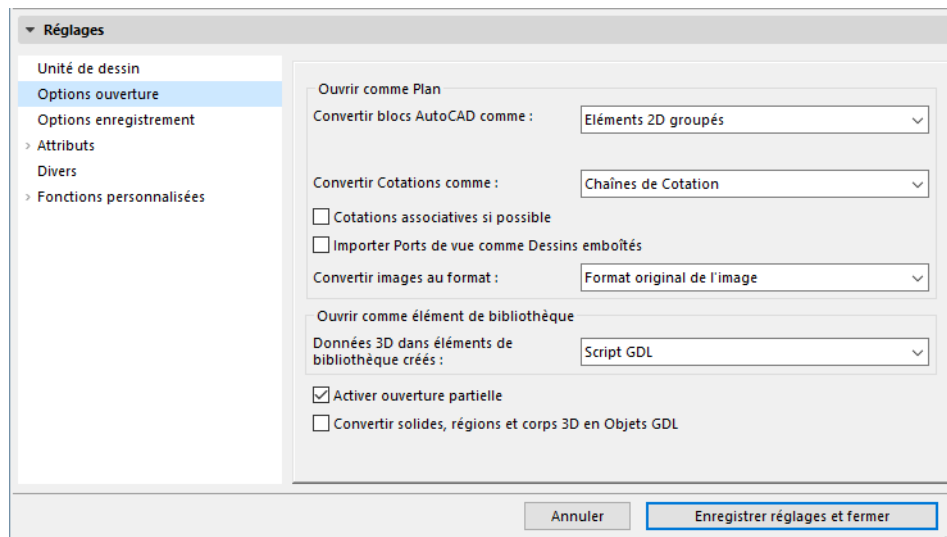 Réglages
Unité de dessin
Options ouverture
Options enregistrement
Attributs
Divers
Fonctions personnalisées
Ouvrir comme Plan
Convertir blocs AutoCAD comme : Eléments 2D groupés
Convertir Cotations comme : Chaînes de Cotation
Cotations associatives si possible
Importer Ports de vue comme Dessins emboîtés
Convertir images au format : Format original de l'image
Ouvrir comme élément de bibliothèque
Données 3D dans éléments de
bibliothèque créés : Script GDL
Activer ouverture partielle
Convertir solides, régions et corps 3D en Objets GDL
Annuler Enregistrer réglages et fermer